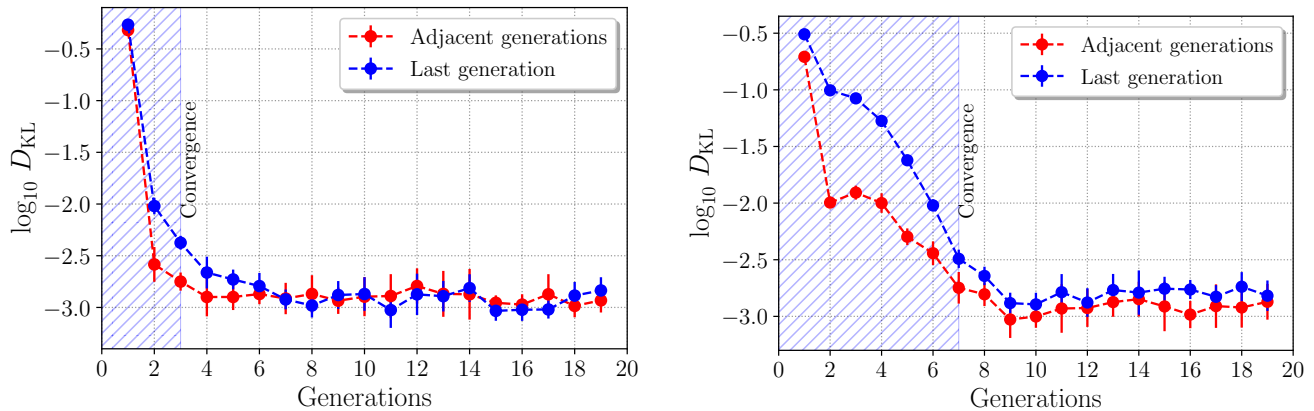 −0.5
−1.0
−1.5
−2.0
−2.5
−3.0
log₁₀ D_KL
0 2 4 6 8 10 12 14 16 18 20
Generations
Convergence
Adjacent generations
Last generation
−0.5
−1.0
−1.5
−2.0
−2.5
−3.0
log₁₀ D_KL
0 2 4 6 8 10 12 14 16 18 20
Generations
Convergence
Adjacent generations
Last generation